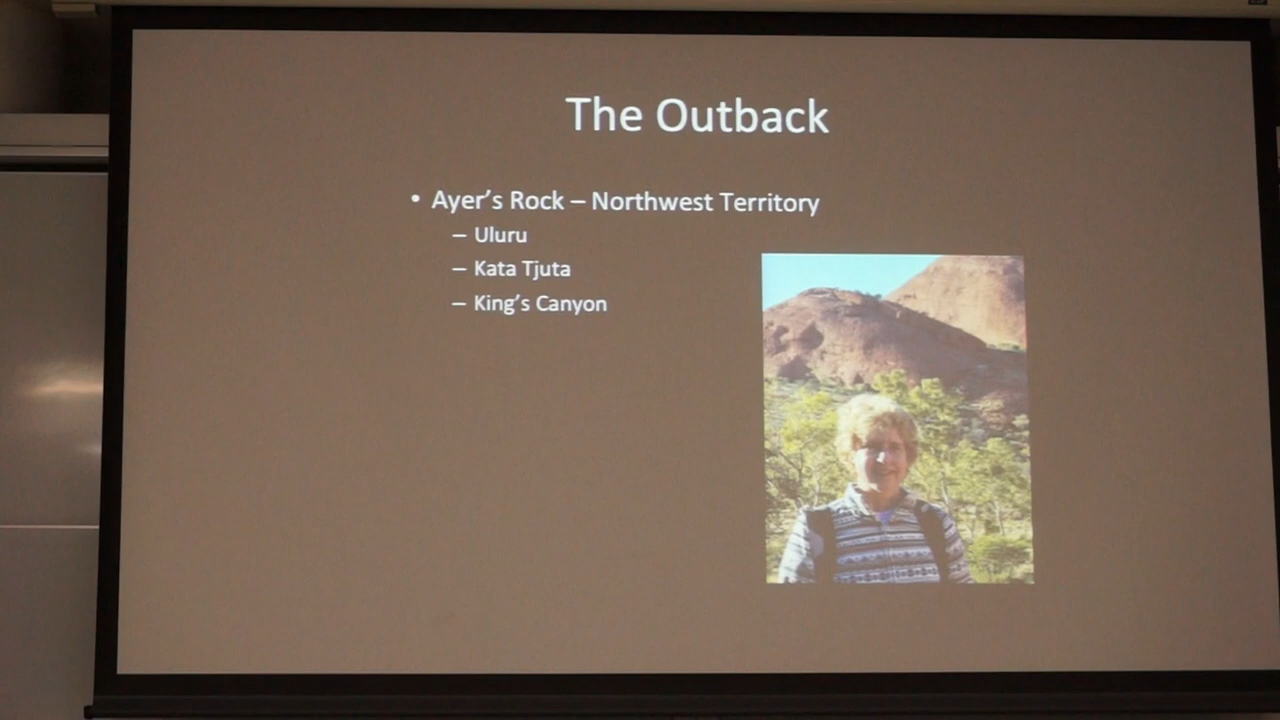 The Outback
• Ayer's Rock – Northwest Territory
– Uluru
– Kata Tjuta
– King's Canyon